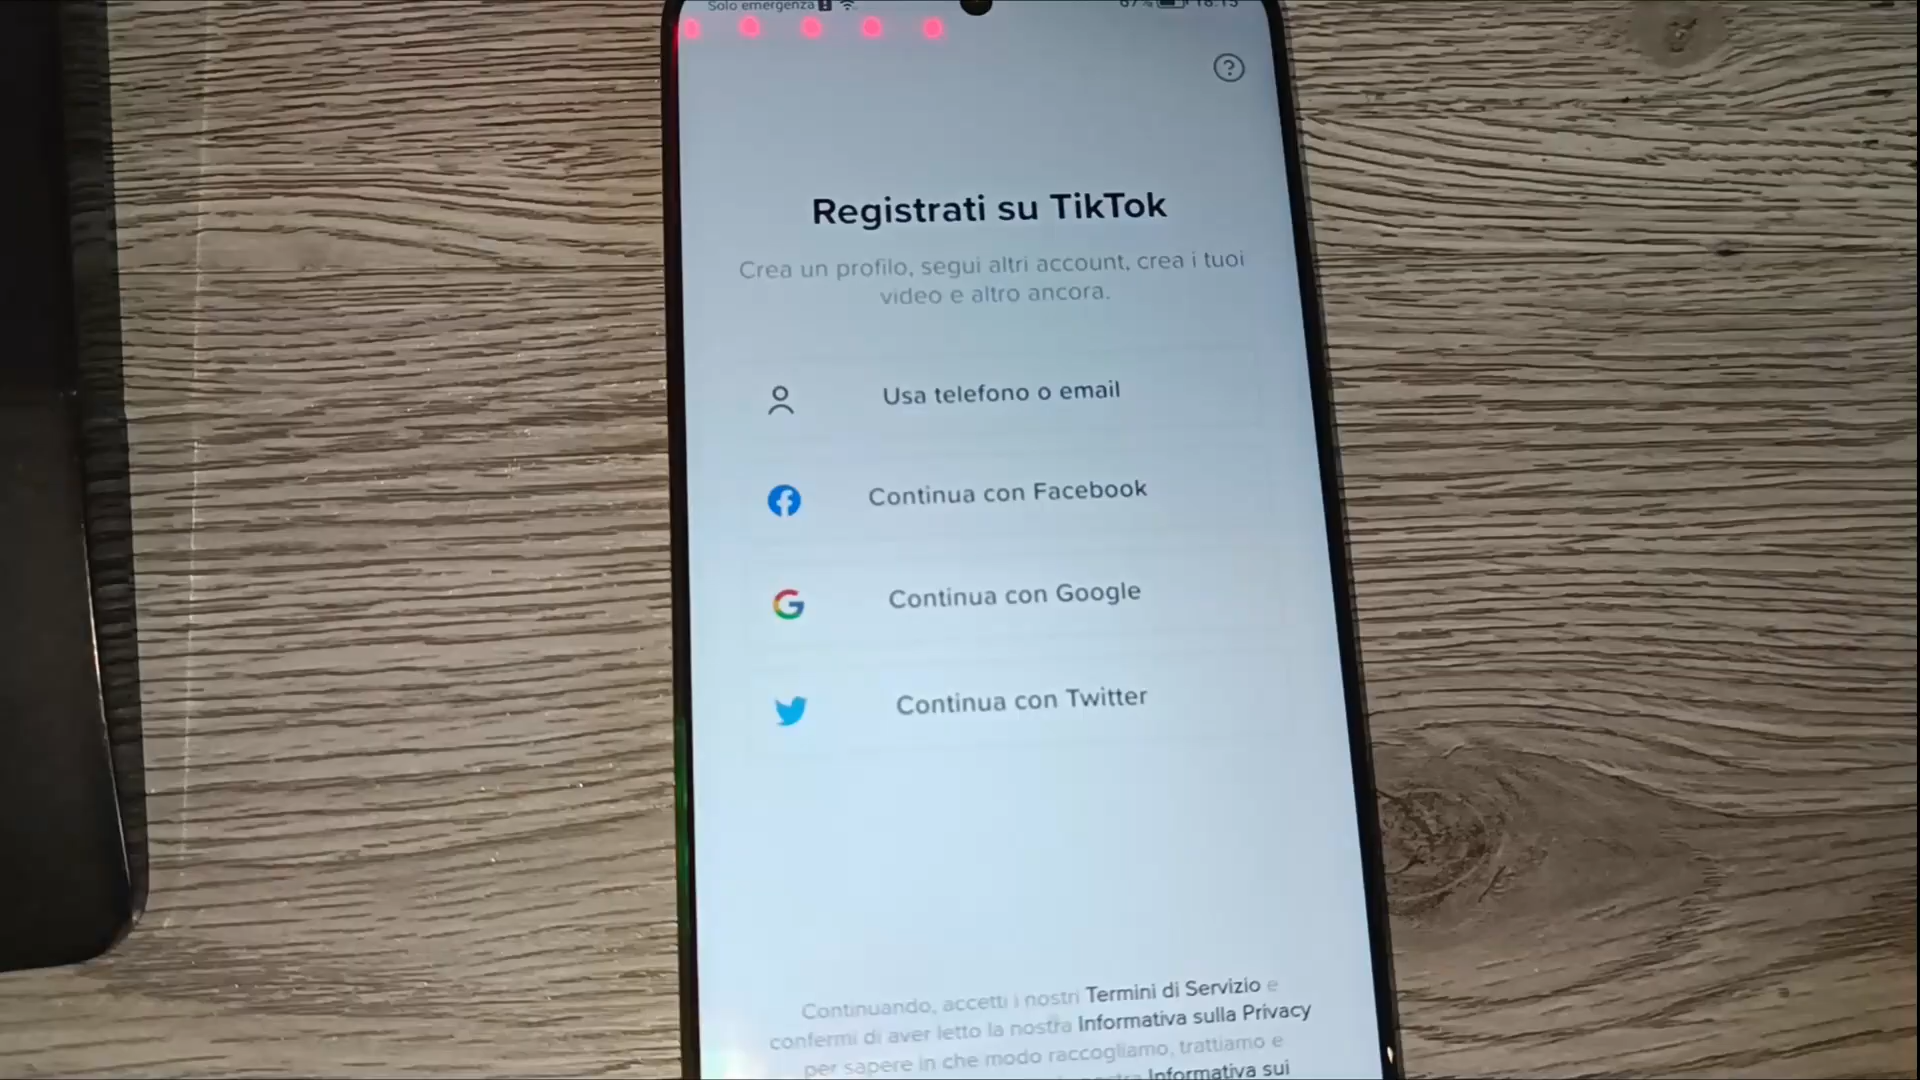 Solo emergenza
Registrati su TikTok
Crea un profilo, segui altri account, crea i tuoi
video e altro ancora.
Usa telefono o email
Continua con Facebook
Continua con Google
Continua con Twitter
Continuando, accetti i nostri Termini di Servizio e
confermi di aver letto la nostra Informativa sulla Privacy
per sapere in che modo raccogliamo, trattiamo e
Informativa sui